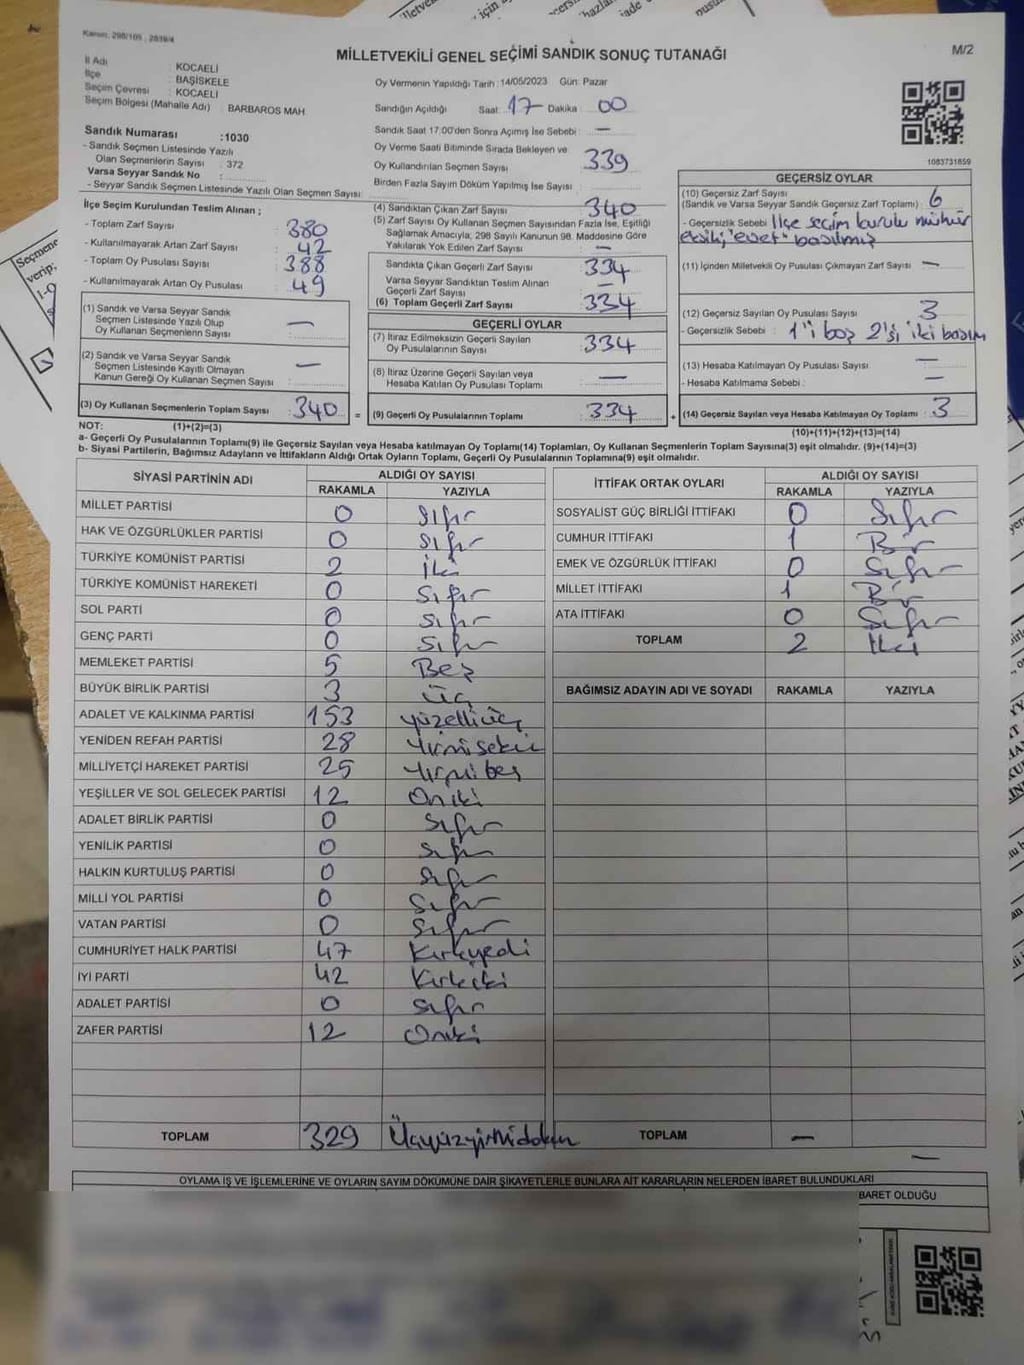 Kanun: 298/105 , 2839/4
MİLLETVEKİLİ GENEL SEÇİMİ SANDIK SONUÇ TUTANAĞI
M/2
İl Adı : KOCAELİ
İlçe : BAŞİSKELE
Seçim Çevresi : KOCAELİ
Seçim Bölgesi (Mahalle Adı) BARBAROS MAH
Sandık Numarası :1030
- Sandık Seçmen Listesinde Yazılı
Olan Seçmenlerin Sayısı : 372
Varsa Seyyar Sandık No :
- Seyyar Sandık Seçmen Listesinde Yazılı Olan Seçmen Sayısı:
Oy Vermenin Yapıldığı Tarih :14/05/2023 Gün: Pazar
Sandığın Açıldığı Saat: 17 Dakika : 00
Sandık Saat 17.00'den Sonra Açımış İse Sebebi : —
Oy Verme Saati Bitiminde Sırada Bekleyen ve
Oy Kullandırılan Seçmen Sayısı : 339
Birden Fazla Sayım Döküm Yapılmış İse Sayısı :
1083731859
İlçe Seçim Kurulundan Teslim Alınan ;
- Toplam Zarf Sayısı : 380
- Kullanılmayarak Artan Zarf Sayısı : 42
- Toplam Oy Pusulası Sayısı : 388
- Kullanılmayarak Artan Oy Pusulası : 49
(1) Sandık ve Varsa Seyyar Sandık
Seçmen Listesinde Yazılı Olup
Oy Kullanan Seçmenlerin Sayısı : —
(2) Sandık ve Varsa Seyyar Sandık
Seçmen Listesinde Kayıtlı Olmayan
Kanun Gereği Oy Kullanan Seçmen Sayısı : —
(3) Oy Kullanan Seçmenlerin Toplam Sayısı : 340 =
(4) Sandıktan Çıkan Zarf Sayısı : 340
(5) Zarf Sayısı Oy Kullanan Seçmen Sayısından Fazla İse, Eşitliği
Sağlamak Amacıyla, 298 Sayılı Kanunun 98. Maddesine Göre
Yakılarak Yok Edilen Zarf Sayısı : —
Sandıkta Çıkan Geçerli Zarf Sayısı : 334
Varsa Seyyar Sandıktan Teslim Alınan
Geçerli Zarf Sayısı : —
(6) Toplam Geçerli Zarf Sayısı : 334
GEÇERLİ OYLAR
(7) İtiraz Edilmeksizin Geçerli Sayılan
Oy Pusulalarının Sayısı : 334
(8) İtiraz Üzerine Geçerli Sayılan veya
Hesaba Katılan Oy Pusulası Toplamı : —
(9) Geçerli Oy Pusulalarının Toplamı : 334 +
GEÇERSİZ OYLAR
(10) Geçersiz Zarf Sayısı
(Sandık ve Varsa Seyyar Sandık Geçersiz Zarf Toplamı) : 6
- Geçersizlik Sebebi : İlçe seçim kurulu mühür
eksik, 'evet' basılmış
(11) İçinden Milletvekili Oy Pusulası Çıkmayan Zarf Sayısı : —
(12) Geçersiz Sayılan Oy Pusulası Sayısı : 3
- Geçersizlik Sebebi : 1'i boş 2'si iki basım
(13) Hesaba Katılmayan Oy Pusulası Sayısı : —
- Hesaba Katılmama Sebebi : —
(14) Geçersiz Sayılan veya Hesaba Katılmayan Oy Toplamı : 3
NOT: (1)+(2)=(3)
(10)+(11)+(12)+(13)=(14)
a- Geçerli Oy Pusulalarının Toplamı(9) ile Geçersiz Sayılan veya Hesaba katılmayan Oy Toplamı(14) Toplamları, Oy Kullanan Seçmenlerin Toplam Sayısına(3) eşit olmalıdır. (9)+(14)=(3)
b- Siyasi Partilerin, Bağımsız Adayların ve İttifakların Aldığı Ortak Oyların Toplamı, Geçerli Oy Pusulalarının Toplamına(9) eşit olmalıdır.
SİYASİ PARTİNİN ADI ALDIĞI OY SAYISI
RAKAMLA YAZIYLA
MİLLET PARTİSİ 0 Sıfır
HAK VE ÖZGÜRLÜKLER PARTİSİ 0 Sıfır
TÜRKİYE KOMÜNİST PARTİSİ 2 İki
TÜRKİYE KOMÜNİST HAREKETİ 0 Sıfır
SOL PARTİ 0 Sıfır
GENÇ PARTİ 0 Sıfır
MEMLEKET PARTİSİ 5 Beş
BÜYÜK BİRLİK PARTİSİ 3 Üç
ADALET VE KALKINMA PARTİSİ 153 yüzelliüç
YENİDEN REFAH PARTİSİ 28 yirmisekiz
MİLLİYETÇİ HAREKET PARTİSİ 25 yirmibeş
YEŞİLLER VE SOL GELECEK PARTİSİ 12 Oniki
ADALET BİRLİK PARTİSİ 0 Sıfır
YENİLİK PARTİSİ 0 Sıfır
HALKIN KURTULUŞ PARTİSİ 0 Sıfır
MİLLİ YOL PARTİSİ 0 Sıfır
VATAN PARTİSİ 0 Sıfır
CUMHURİYET HALK PARTİSİ 47 Kırkyedi
İYİ PARTİ 42 Kırkiki
ADALET PARTİSİ 0 Sıfır
ZAFER PARTİSİ 12 Oniki
TOPLAM 329 Üçyüzyirmidokuz
İTTİFAK ORTAK OYLARI ALDIĞI OY SAYISI
RAKAMLA YAZIYLA
SOSYALİST GÜÇ BİRLİĞİ İTTİFAKI 0 Sıfır
CUMHUR İTTİFAKI 1 Bir
EMEK VE ÖZGÜRLÜK İTTİFAKI 0 Sıfır
MİLLET İTTİFAKI 1 Bir
ATA İTTİFAKI 0 Sıfır
TOPLAM 2 İki
BAĞIMSIZ ADAYIN ADI VE SOYADI RAKAMLA YAZIYLA
TOPLAM — —
OYLAMA İŞ VE İŞLEMLERİNE VE OYLARIN SAYIM DÖKÜMÜNE DAİR ŞİKAYETLERLE BUNLARA AİT KARARLARIN NELERDEN İBARET BULUNDUKLARI
BARET OLDUĞU